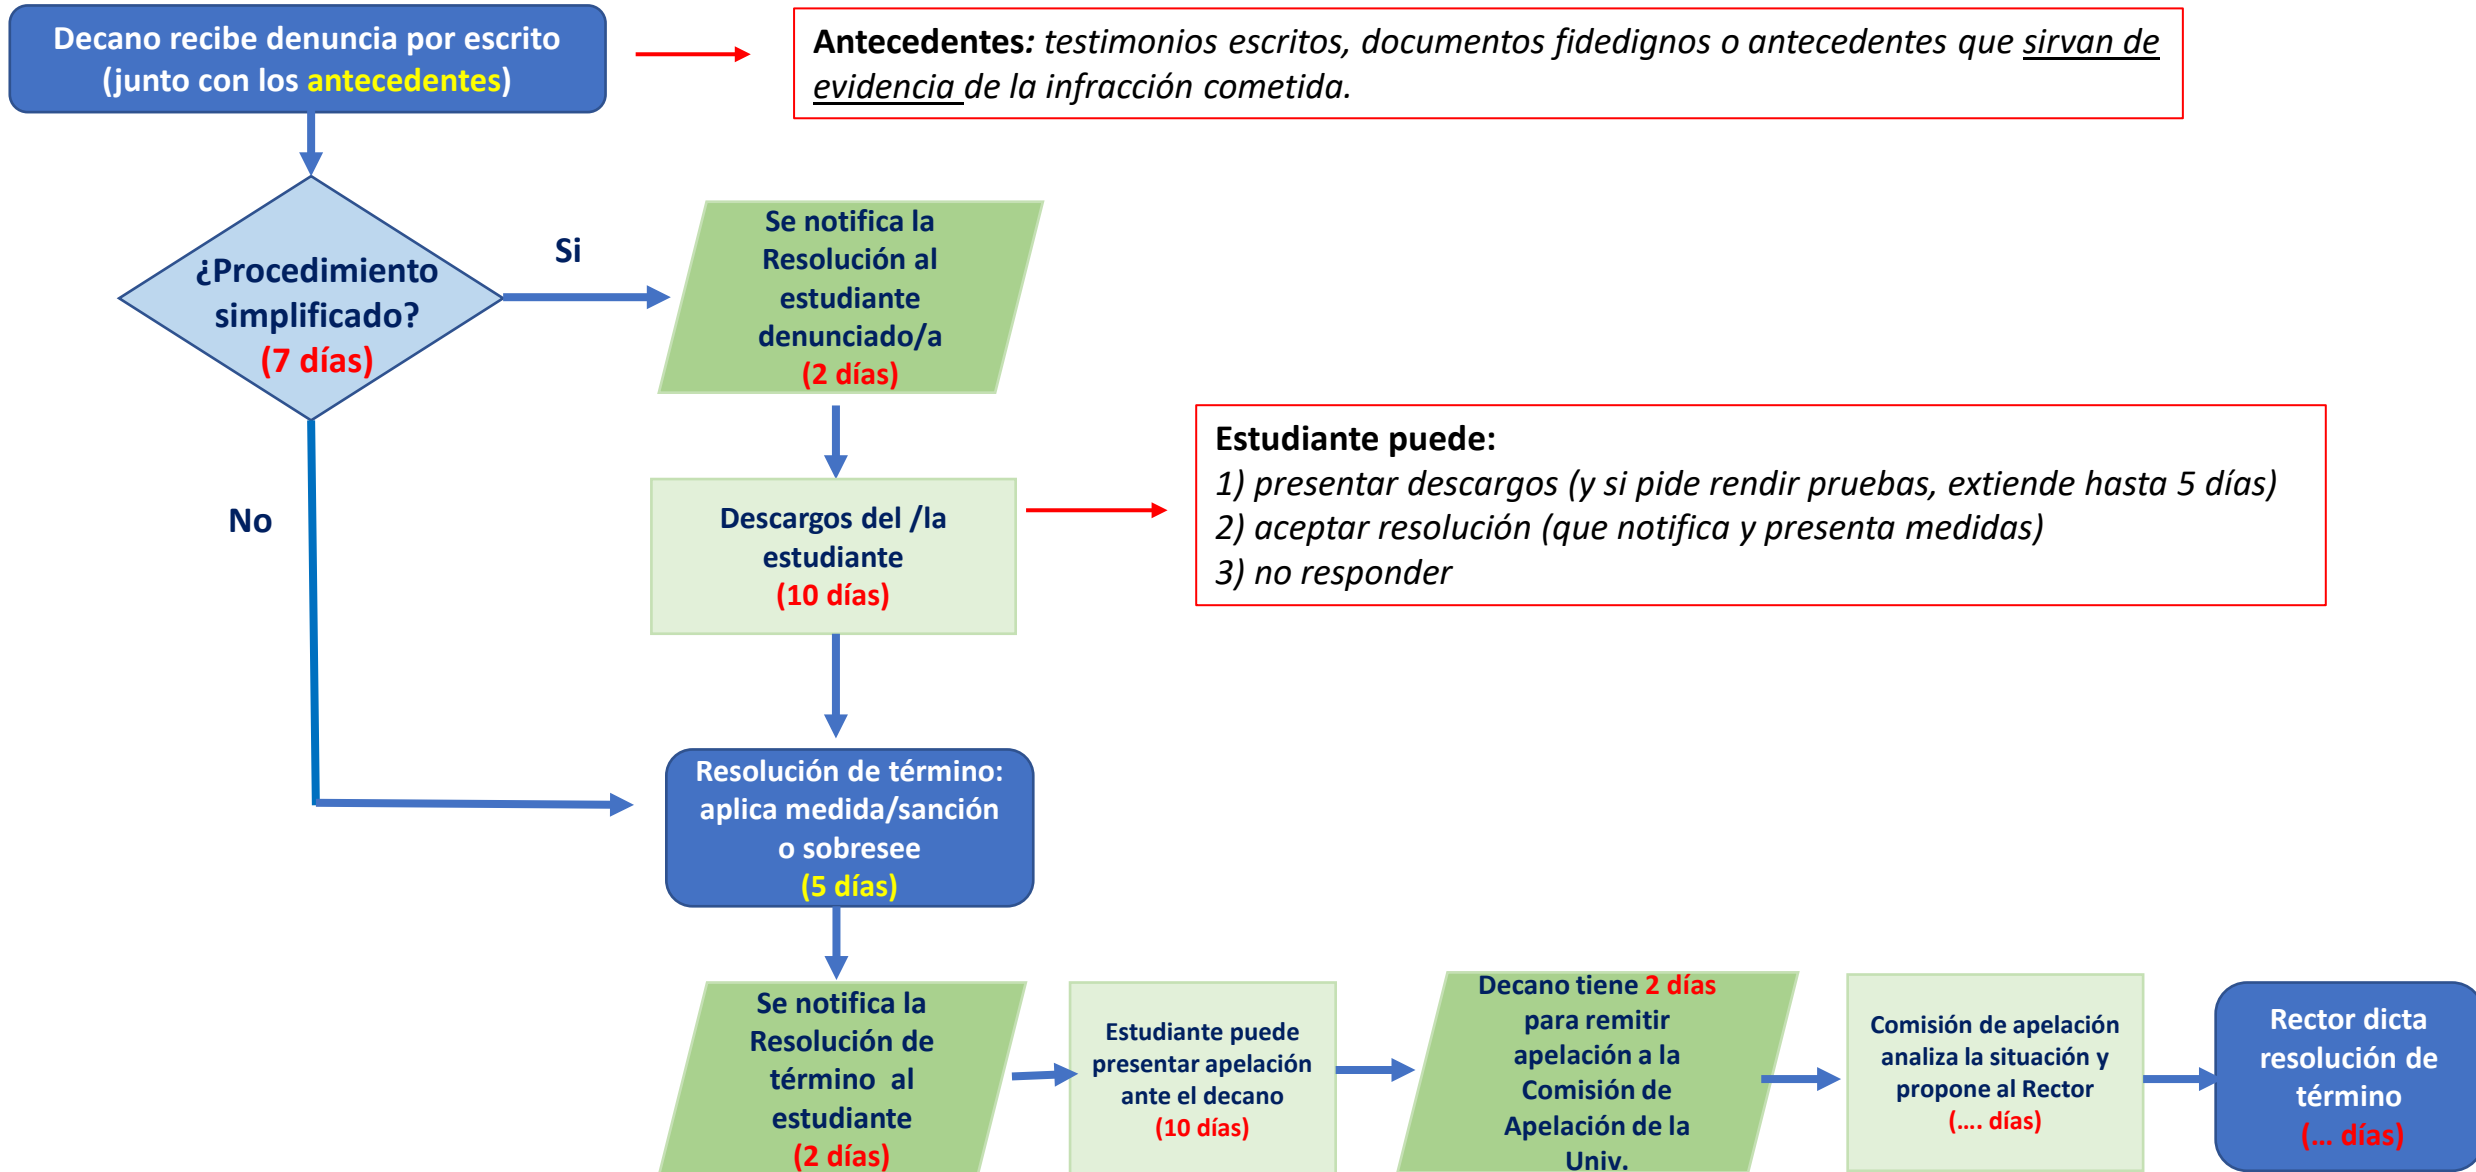 Decano recibe denuncia por escrito
(junto con los antecedentes)
Antecedentes: testimonios escritos, documentos fidedignos o antecedentes que sirvan de
evidencia de la infracción cometida.
¿Procedimiento
simplificado?
(7 días)
Si
Se notifica la
Resolución al
estudiante
denunciado/a
(2 días)
No
Descargos del /la
estudiante
(10 días)
Estudiante puede:
1) presentar descargos (y si pide rendir pruebas, extiende hasta 5 días)
2) aceptar resolución (que notifica y presenta medidas)
3) no responder
Resolución de término:
aplica medida/sanción
o sobresee
(5 días)
Se notifica la
Resolución de
término al
estudiante
(2 días)
Estudiante puede
presentar apelación
ante el decano
(10 días)
Decano tiene 2 días
para remitir
apelación a la
Comisión de
Apelación de la
Univ.
Comisión de apelación
analiza la situación y
propone al Rector
(.... días)
Rector dicta
resolución de
término
(... días)